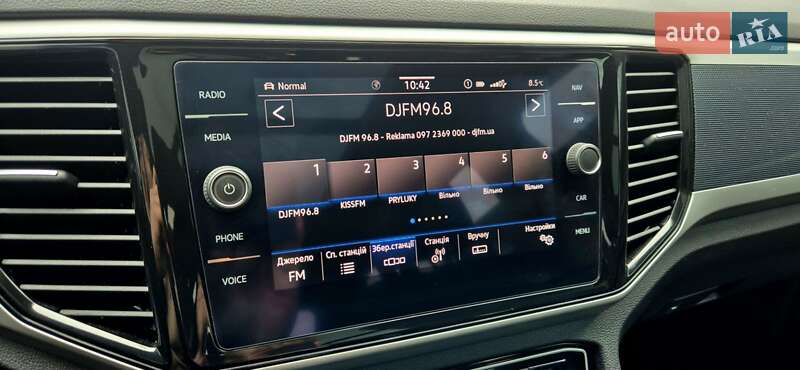 auto RIA.com
RADIO
MEDIA
PHONE
VOICE
NAV
APP
CAR
MENU
Normal 10:42 1 8.5°C
< DJFM96.8 >
DJFM 96.8 - Reklama 097 2369 000 - djfm.ua
1 2 3 4 5 6
DJFM96.8 KISSFM PRYLUKY Вільно Вільно Вільно
Джерело Сп. станцій Збер.станції Станція Вручну Настройки
FM